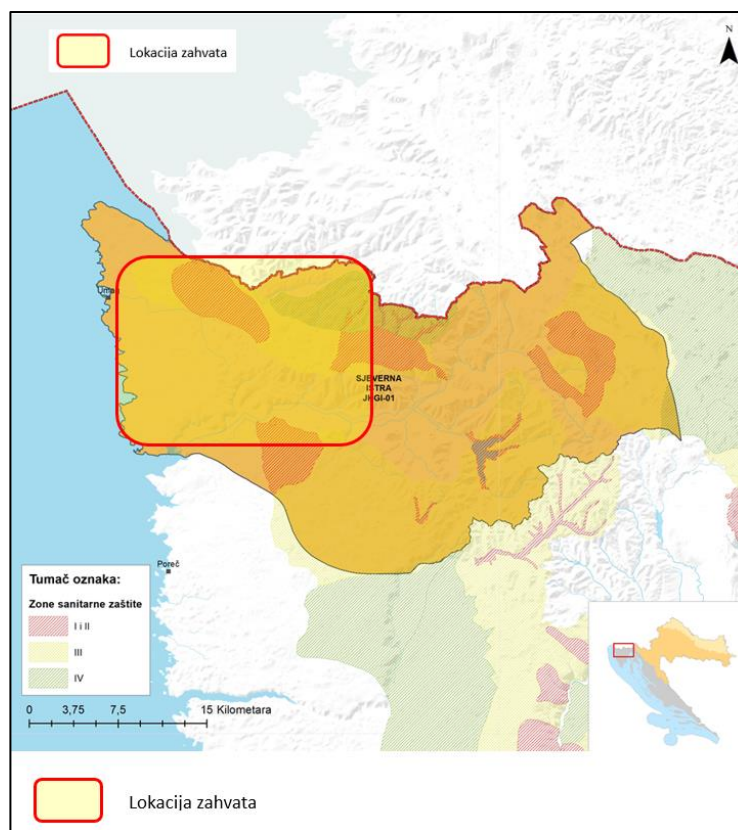 Lokacija zahvata
N
SJEVERNA
ISTRA
JKGI-01
Poreč
Tumač oznaka:
Zone sanitarne zaštite
I i II
III
IV
0 3,75 7,5 15 Kilometara
Lokacija zahvata